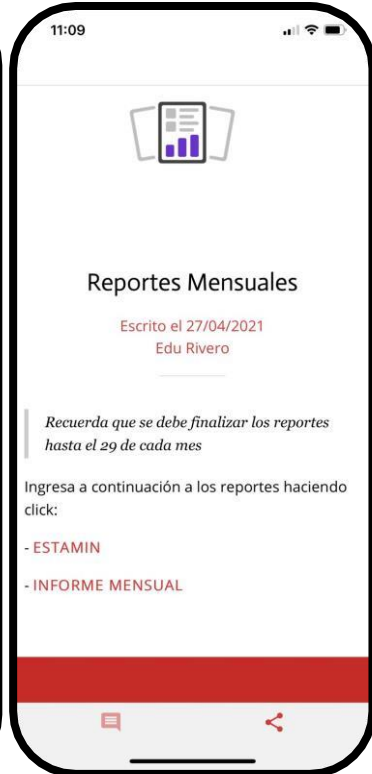 11:09
Reportes Mensuales
Escrito el 27/04/2021
Edu Rivero
Recuerda que se debe finalizar los reportes
hasta el 29 de cada mes
Ingresa a continuación a los reportes haciendo
click:
- ESTAMIN
- INFORME MENSUAL